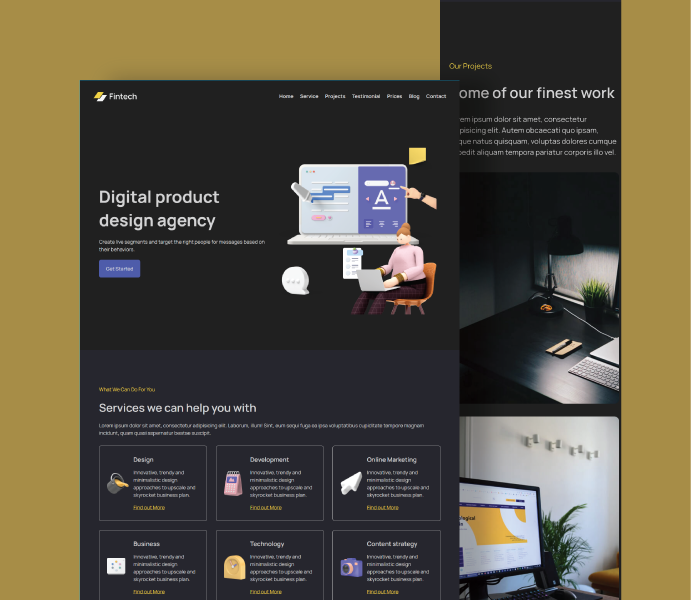 Fintech
Home Service Projects Testimonial Prices Blog Contact
Digital product
design agency
Create live segments and target the right people for messages based on
their behaviors.
Get Started
A
What We Can Do For You
Services we can help you with
Lorem ipsum dolor sit amet, consectetur adipisicing elit. Laborum, illum! Sint, eum sequi fuga ea ipsa voluptatibus cupiditate tempore magnam
incidunt, quam quasi aspernatur beatae suscipit.
Design
Innovative, trendy and
minimalistic design
approaches to upscale and
skyrocket business plan.
Find out More
Development
Innovative, trendy and
minimalistic design
approaches to upscale and
skyrocket business plan.
Find out More
Online Marketing
Innovative, trendy and
minimalistic design
approaches to upscale and
skyrocket business plan.
Find out More
Business
Innovative, trendy and
minimalistic design
approaches to upscale and
skyrocket business plan.
Find out More
Technology
Innovative, trendy and
minimalistic design
approaches to upscale and
skyrocket business plan.
Find out More
Content strategy
Innovative, trendy and
minimalistic design
approaches to upscale and
skyrocket business plan.
Find out More
Our Projects
ome of our finest work
em ipsum dolor sit amet, consectetur
pisicing elit. Autem obcaecati quo ipsam,
que natus quisquam, voluptas dolores cumque
pedit aliquam tempora pariatur corporis illo vel.